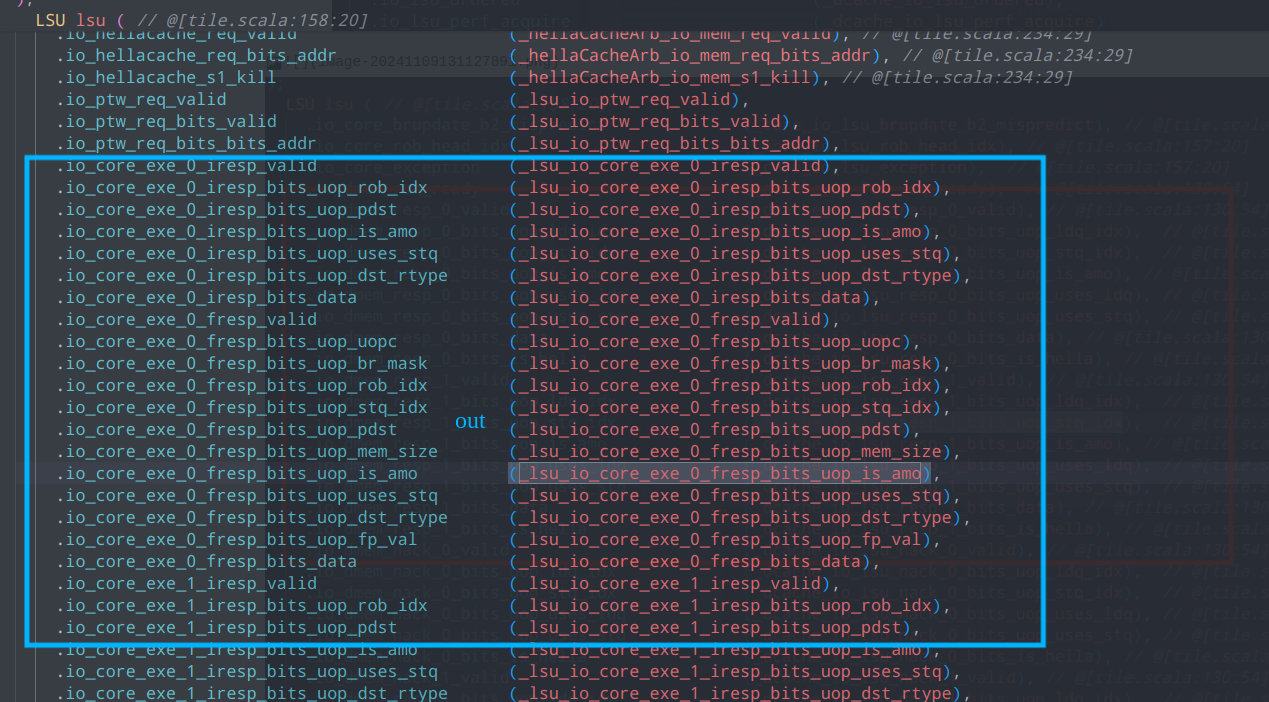 );
LSU lsu ( // @[tile.scala:158:20]
.io_hellacache_req_valid (_hellaCacheArb_io_mem_req_valid), // @[tile.scala:234:29]
.io_hellacache_req_bits_addr (_hellaCacheArb_io_mem_req_bits_addr), // @[tile.scala:234:29]
.io_hellacache_s1_kill (_hellaCacheArb_io_mem_s1_kill), // @[tile.scala:234:29]
.io_ptw_req_valid (_lsu_io_ptw_req_valid),
.io_ptw_req_bits_valid (_lsu_io_ptw_req_bits_valid),
.io_ptw_req_bits_bits_addr (_lsu_io_ptw_req_bits_bits_addr),
.io_core_exe_0_iresp_valid (_lsu_io_core_exe_0_iresp_valid),
.io_core_exe_0_iresp_bits_uop_rob_idx (_lsu_io_core_exe_0_iresp_bits_uop_rob_idx),
.io_core_exe_0_iresp_bits_uop_pdst (_lsu_io_core_exe_0_iresp_bits_uop_pdst),
.io_core_exe_0_iresp_bits_uop_is_amo (_lsu_io_core_exe_0_iresp_bits_uop_is_amo),
.io_core_exe_0_iresp_bits_uop_uses_stq (_lsu_io_core_exe_0_iresp_bits_uop_uses_stq),
.io_core_exe_0_iresp_bits_uop_dst_rtype (_lsu_io_core_exe_0_iresp_bits_uop_dst_rtype),
.io_core_exe_0_iresp_bits_data (_lsu_io_core_exe_0_iresp_bits_data),
.io_core_exe_0_fresp_valid (_lsu_io_core_exe_0_fresp_valid),
.io_core_exe_0_fresp_bits_uop_uopc (_lsu_io_core_exe_0_fresp_bits_uop_uopc),
.io_core_exe_0_fresp_bits_uop_br_mask (_lsu_io_core_exe_0_fresp_bits_uop_br_mask),
.io_core_exe_0_fresp_bits_uop_rob_idx (_lsu_io_core_exe_0_fresp_bits_uop_rob_idx),
.io_core_exe_0_fresp_bits_uop_stq_idx (_lsu_io_core_exe_0_fresp_bits_uop_stq_idx),
out
.io_core_exe_0_fresp_bits_uop_pdst (_lsu_io_core_exe_0_fresp_bits_uop_pdst),
.io_core_exe_0_fresp_bits_uop_mem_size (_lsu_io_core_exe_0_fresp_bits_uop_mem_size),
.io_core_exe_0_fresp_bits_uop_is_amo (_lsu_io_core_exe_0_fresp_bits_uop_is_amo),
.io_core_exe_0_fresp_bits_uop_uses_stq (_lsu_io_core_exe_0_fresp_bits_uop_uses_stq),
.io_core_exe_0_fresp_bits_uop_dst_rtype (_lsu_io_core_exe_0_fresp_bits_uop_dst_rtype),
.io_core_exe_0_fresp_bits_uop_fp_val (_lsu_io_core_exe_0_fresp_bits_uop_fp_val),
.io_core_exe_0_fresp_bits_data (_lsu_io_core_exe_0_fresp_bits_data),
.io_core_exe_1_iresp_valid (_lsu_io_core_exe_1_iresp_valid),
.io_core_exe_1_iresp_bits_uop_rob_idx (_lsu_io_core_exe_1_iresp_bits_uop_rob_idx),
.io_core_exe_1_iresp_bits_uop_pdst (_lsu_io_core_exe_1_iresp_bits_uop_pdst),
.io_core_exe_1_iresp_bits_uop_is_amo (_lsu_io_core_exe_1_iresp_bits_uop_is_amo),
.io_core_exe_1_iresp_bits_uop_uses_stq (_lsu_io_core_exe_1_iresp_bits_uop_uses_stq),
.io_core_exe_1_iresp_bits_uop_dst_rtype (_lsu_io_core_exe_1_iresp_bits_uop_dst_rtype),